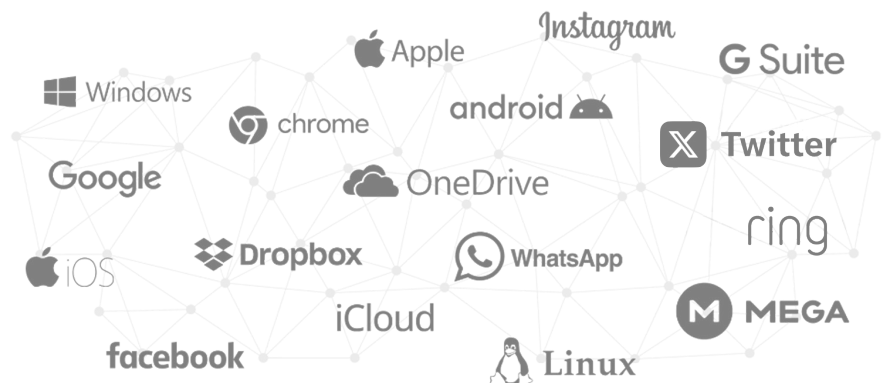 Instagram
Apple
G Suite
Windows
android
chrome
X Twitter
Google
OneDrive
ring
Dropbox
WhatsApp
iOS
M MEGA
iCloud
facebook
Linux